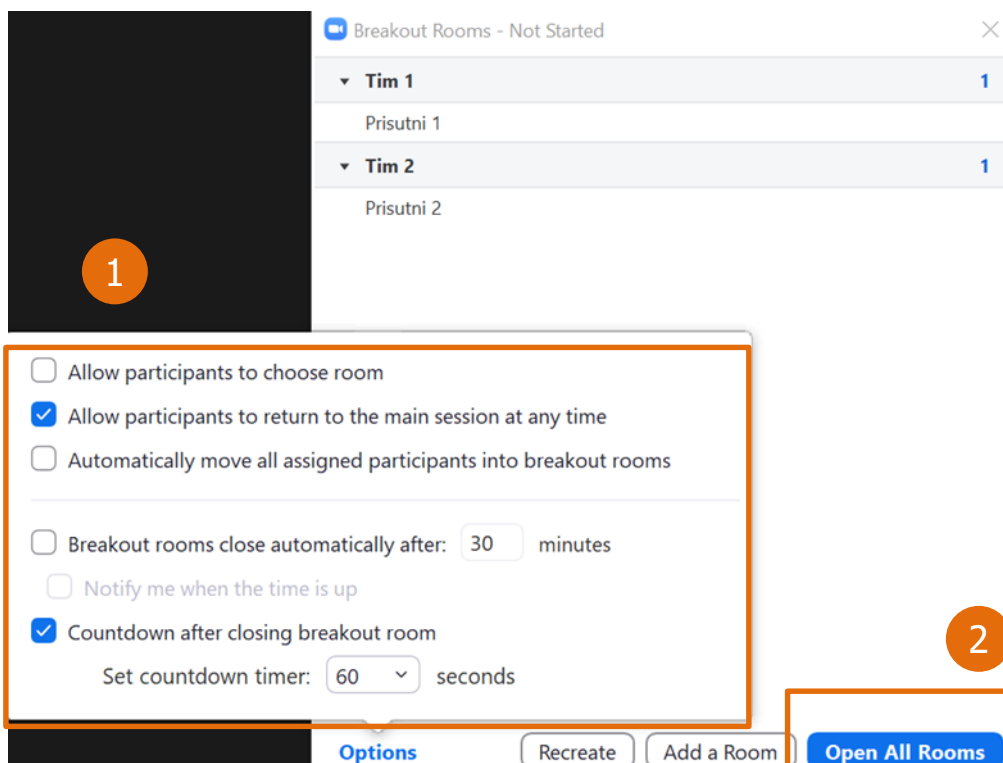 Breakout Rooms - Not Started
Tim 1 1
Prisutni 1
Tim 2 1
Prisutni 2
1
Allow participants to choose room
Allow participants to return to the main session at any time
Automatically move all assigned participants into breakout rooms
Breakout rooms close automatically after: 30 minutes
Notify me when the time is up
Countdown after closing breakout room
2
Set countdown timer: 60 seconds
Options Recreate Add a Room Open All Rooms